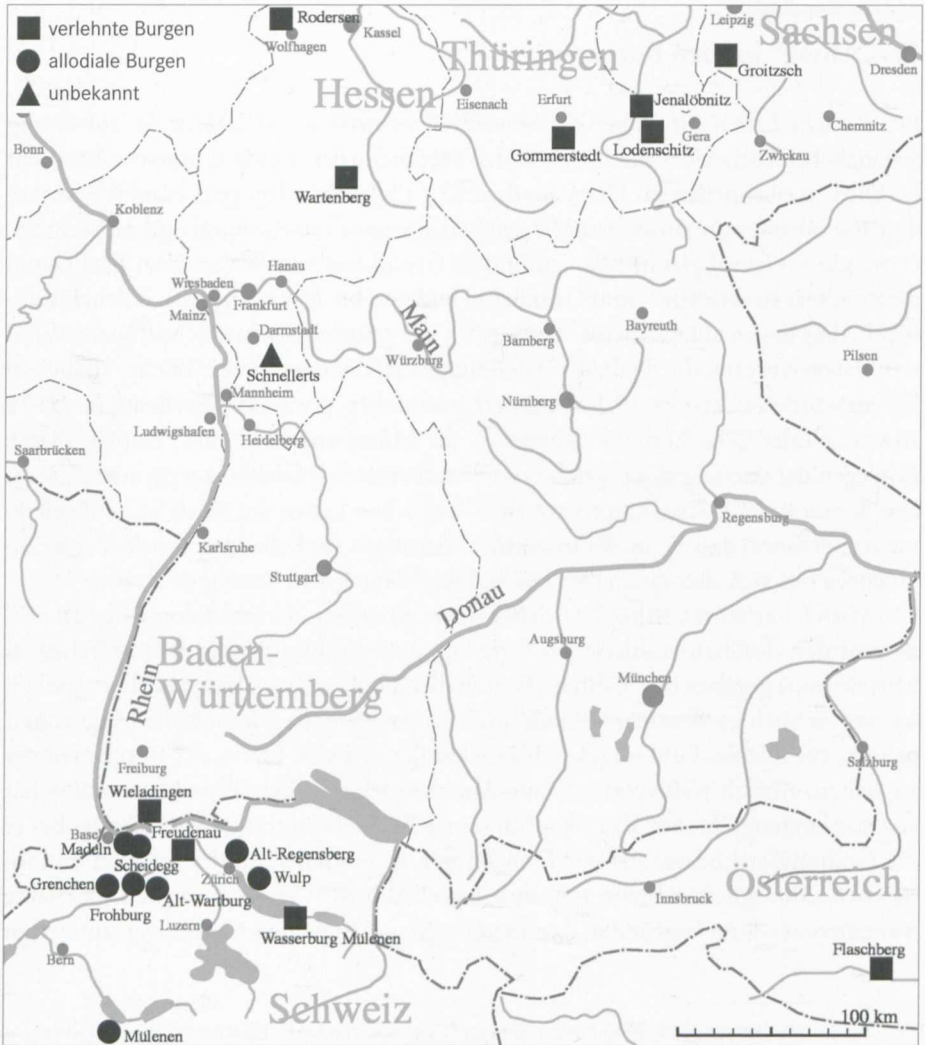 verlehnte Burgen
allodiale Burgen
unbekannt
Rodersen
Wolfhagen
Kassel
Hessen
Thüringen
Sachsen
Leipzig
Groitzsch
Dresden
Eisenach
Erfurt
Jenalöbnitz
Gommerstedt
Lodenschitz
Gera
Chemnitz
Zwickau
Wartenberg
Bonn
Koblenz
Wiesbaden
Hanau
Mainz
Frankfurt
Darmstadt
Schnellerts
Main
Würzburg
Bamberg
Bayreuth
Pilsen
Mannheim
Ludwigshafen
Heidelberg
Nürnberg
Saarbrücken
Karlsruhe
Stuttgart
Regensburg
Donau
Rhein
Baden-
Württemberg
Augsburg
München
Salzburg
Freiburg
Wieladingen
Basel
Madeln
Freudenau
Scheidegg
Alt-Regensberg
Grenchen
Zürich
Wulp
Frohburg
Alt-Wartburg
Luzern
Wasserburg Mülenen
Bern
Innsbruck
Österreich
Flaschberg
Schweiz
Mülenen
100 km